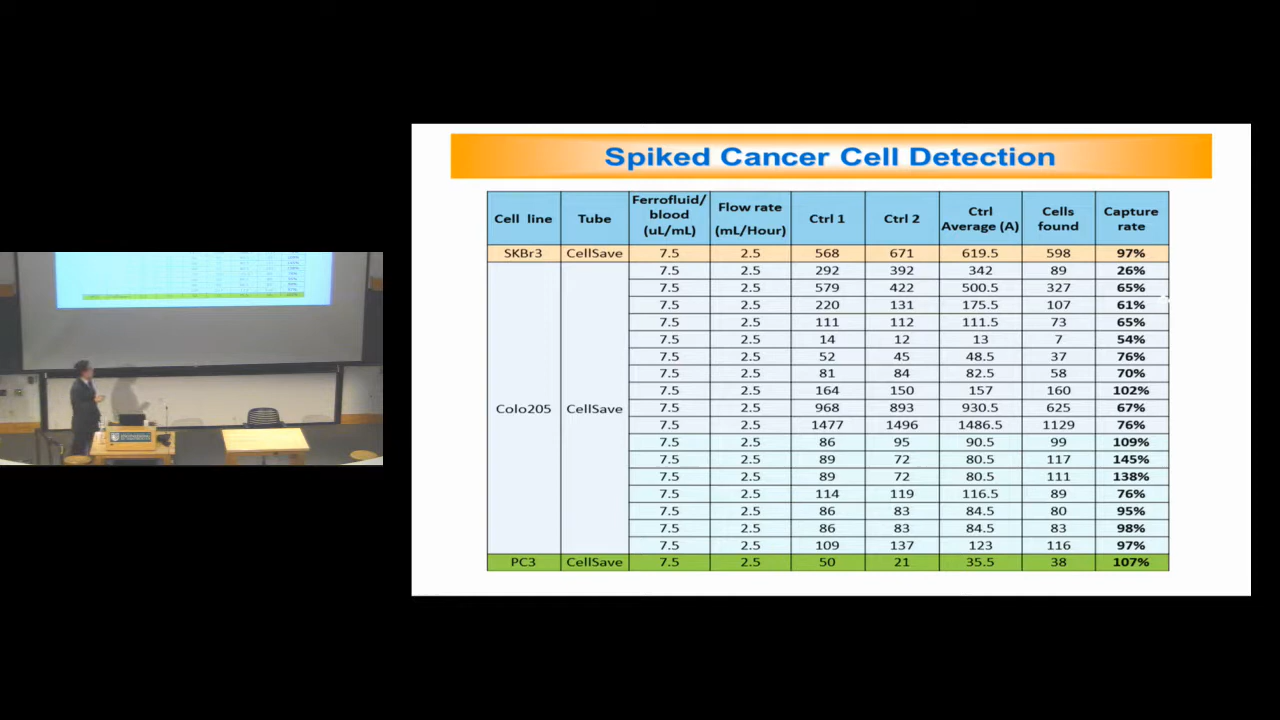 Spiked Cancer Cell Detection
Cell line Tube Ferrofluid/ blood (uL/mL) Flow rate (mL/Hour) Ctrl 1 Ctrl 2 Ctrl Average (A) Cells found Capture rate
SKBr3 CellSave 7.5 2.5 568 671 619.5 598 97%
7.5 2.5 292 392 342 89 26%
7.5 2.5 579 422 500.5 327 65%
7.5 2.5 220 131 175.5 107 61%
7.5 2.5 111 112 111.5 73 65%
7.5 2.5 14 12 13 7 54%
7.5 2.5 52 45 48.5 37 76%
7.5 2.5 81 84 82.5 58 70%
7.5 2.5 164 150 157 160 102%
Colo205 CellSave 7.5 2.5 968 893 930.5 625 67%
7.5 2.5 1477 1496 1486.5 1129 76%
7.5 2.5 86 95 90.5 99 109%
7.5 2.5 89 72 80.5 117 145%
7.5 2.5 89 72 80.5 111 138%
7.5 2.5 114 119 116.5 89 76%
7.5 2.5 86 83 84.5 80 95%
7.5 2.5 86 83 84.5 83 98%
7.5 2.5 109 137 123 116 97%
PC3 CellSave 7.5 2.5 50 21 35.5 38 107%